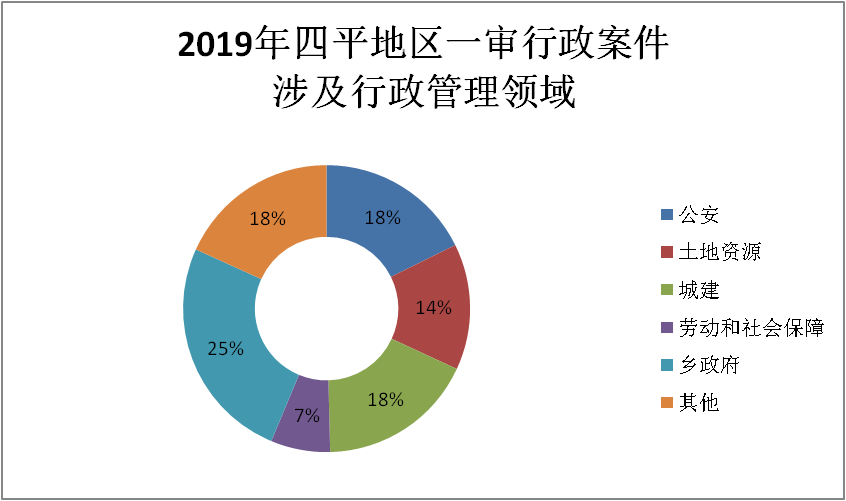 2019年四平地区一审行政案件
涉及行政管理领域
18%
18%
14%
25%
18%
7%
公安
土地资源
城建
劳动和社会保障
乡政府
其他